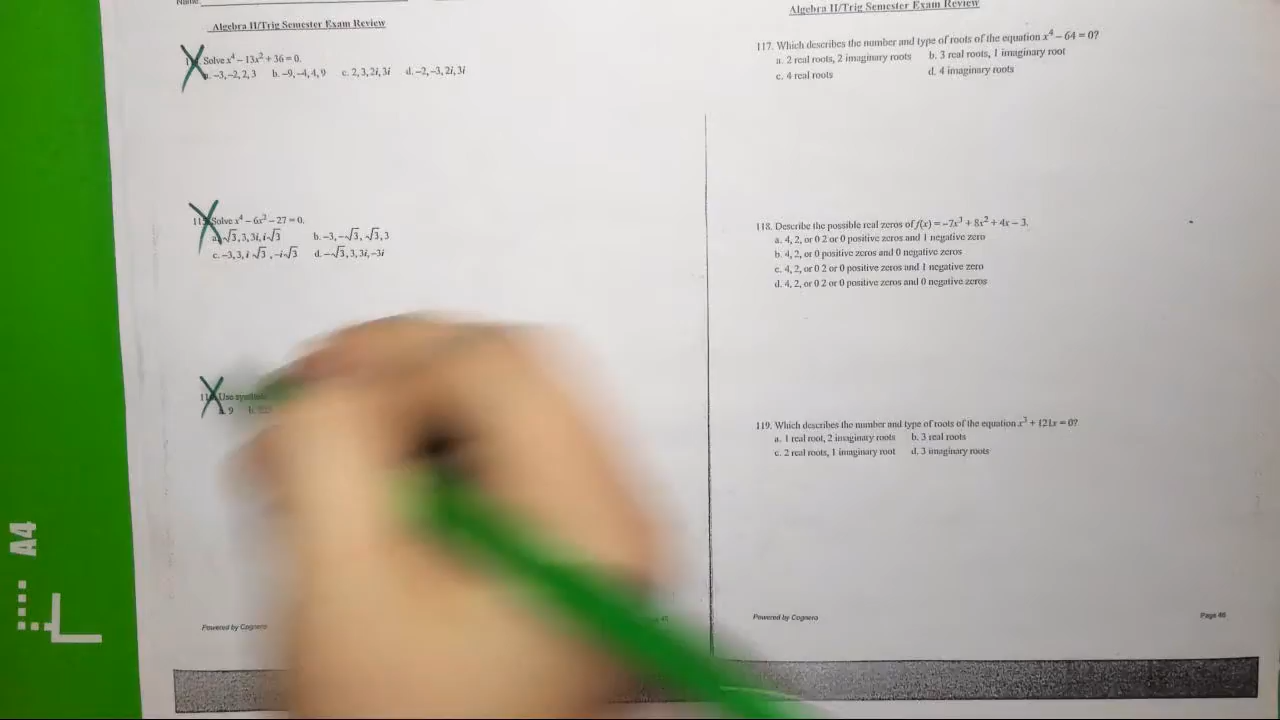 Name:
Algebra II/Trig Semester Exam Review
Solve x⁴ – 13x² + 36 = 0.
a. –3, –2, 2, 3 b. –9, –4, 4, 9 c. 2, 3, 2i, 3i d. –2, –3, 2i, 3i
Solve x⁴ – 6x² – 27 = 0.
√3, 3, 3i, i√3 b. –3, –√3, √3, 3
c. –3, 3, i√3, –i√3 d. –√3, 3, 3i, –3i
Use
9 b.
Powered by Cognero
Algebra II/Trig Semester Exam Review
117. Which describes the number and type of roots of the equation x⁴ – 64 = 0?
a. 2 real roots, 2 imaginary roots b. 3 real roots, 1 imaginary root
c. 4 real roots d. 4 imaginary roots
118. Describe the possible real zeros of f(x) = –7x³ + 8x² + 4x – 3.
a. 4, 2, or 0 2 or 0 positive zeros and 1 negative zero
b. 4, 2, or 0 positive zeros and 0 negative zeros
c. 4, 2, or 0 2 or 0 positive zeros and 1 negative zero
d. 4, 2, or 0 2 or 0 positive zeros and 0 negative zeros
119. Which describes the number and type of roots of the equation x³ + 121x = 0?
a. 1 real root, 2 imaginary roots b. 3 real roots
c. 2 real roots, 1 imaginary root d. 3 imaginary roots
Powered by Cognero
Page 46
A4